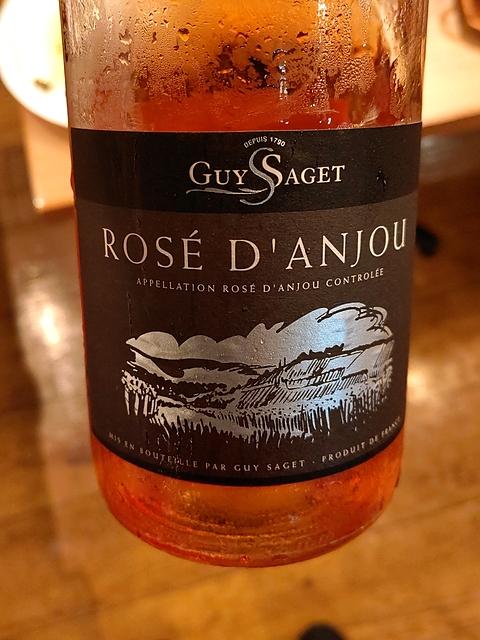 DEPUIS 1790
GUY SAGET
ROSÉ D'ANJOU
APPELLATION ROSÉ D'ANJOU CONTROLÉE
MIS EN BOUTEILLE PAR GUY SAGET - PRODUIT DE FRANCE